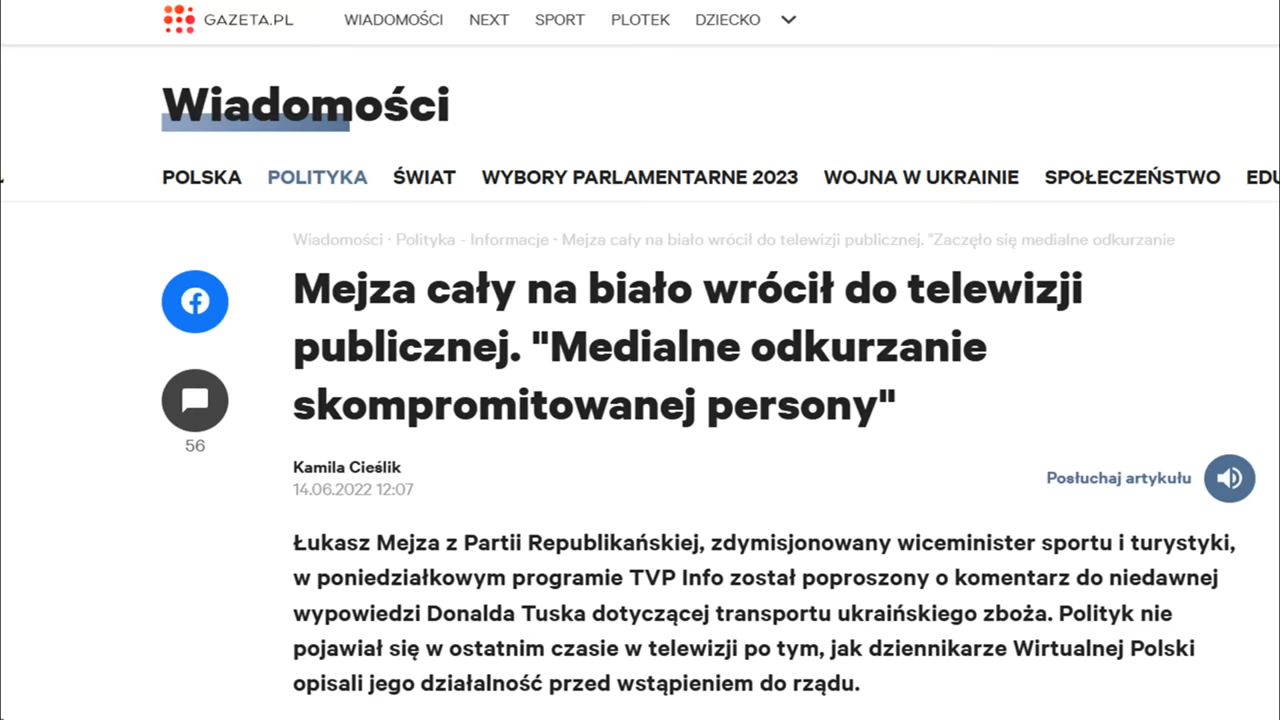 GAZETA.PL WIADOMOŚCI NEXT SPORT PLOTEK DZIECKO
Wiadomości
POLSKA POLITYKA ŚWIAT WYBORY PARLAMENTARNE 2023 WOJNA W UKRAINIE SPOŁECZEŃSTWO EDU
Wiadomości · Polityka - Informacje · Mejza cały na biało wrócił do telewizji publicznej. "Zaczęło się medialne odkurzanie
Mejza cały na biało wrócił do telewizji
publicznej. "Medialne odkurzanie
skompromitowanej persony"
56
Kamila Cieślik
14.06.2022 12:07
Posłuchaj artykułu
Łukasz Mejza z Partii Republikańskiej, zdymisjonowany wiceminister sportu i turystyki,
w poniedziałkowym programie TVP Info został poproszony o komentarz do niedawnej
wypowiedzi Donalda Tuska dotyczącej transportu ukraińskiego zboża. Polityk nie
pojawiał się w ostatnim czasie w telewizji po tym, jak dziennikarze Wirtualnej Polski
opisali jego działalność przed wstąpieniem do rządu.